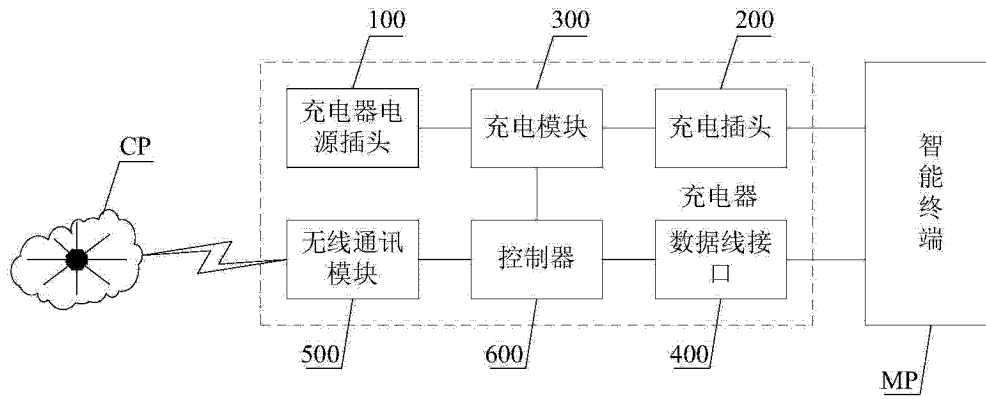 100
300
200
充电器电
源插头
充电模块
充电插头
CP
充电器
智能终端
无线通讯
模块
控制器
数据线接
口
500
600
400
MP